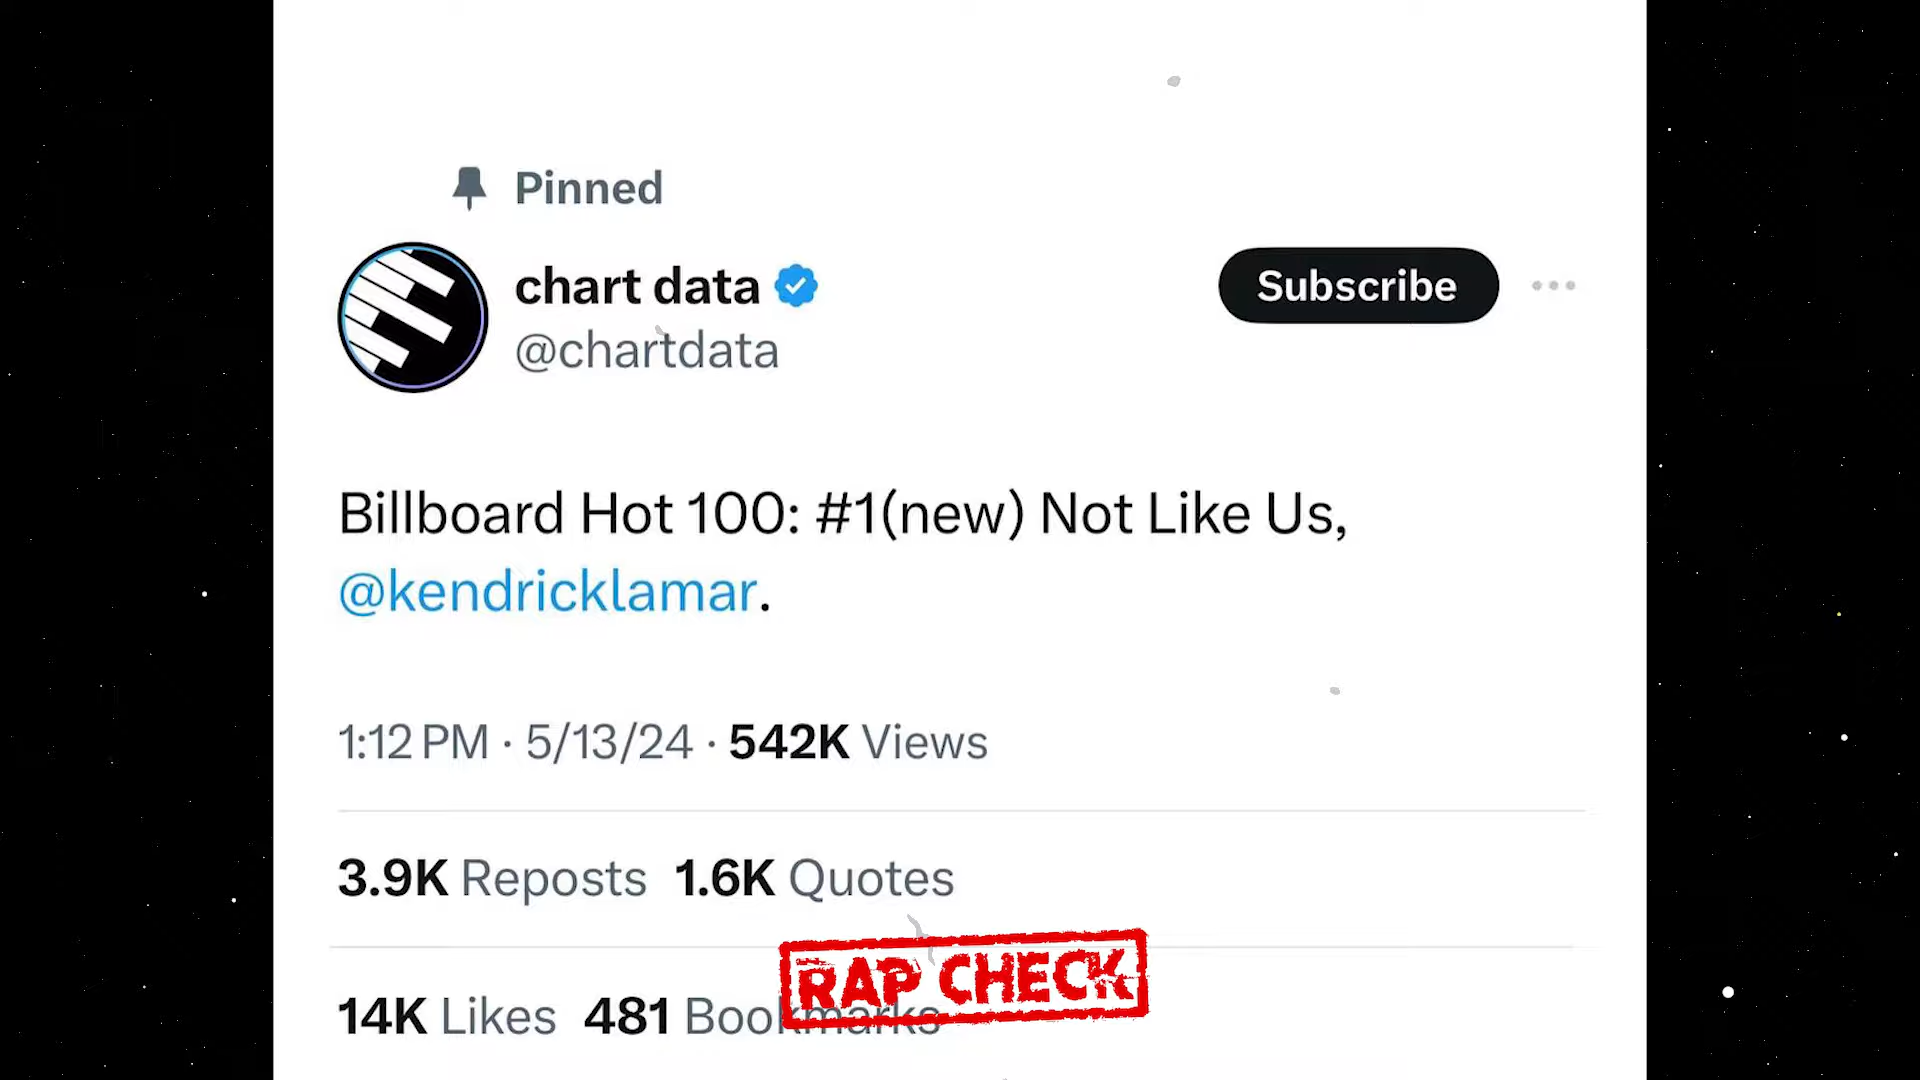 Pinned
chart data
Subscribe
@chartdata
Billboard Hot 100: #1(new) Not Like Us,
@kendricklamar.
1:12 PM · 5/13/24 · 542K Views
3.9K Reposts 1.6K Quotes
RAP CHECK
14K Likes 481 Bookmarks